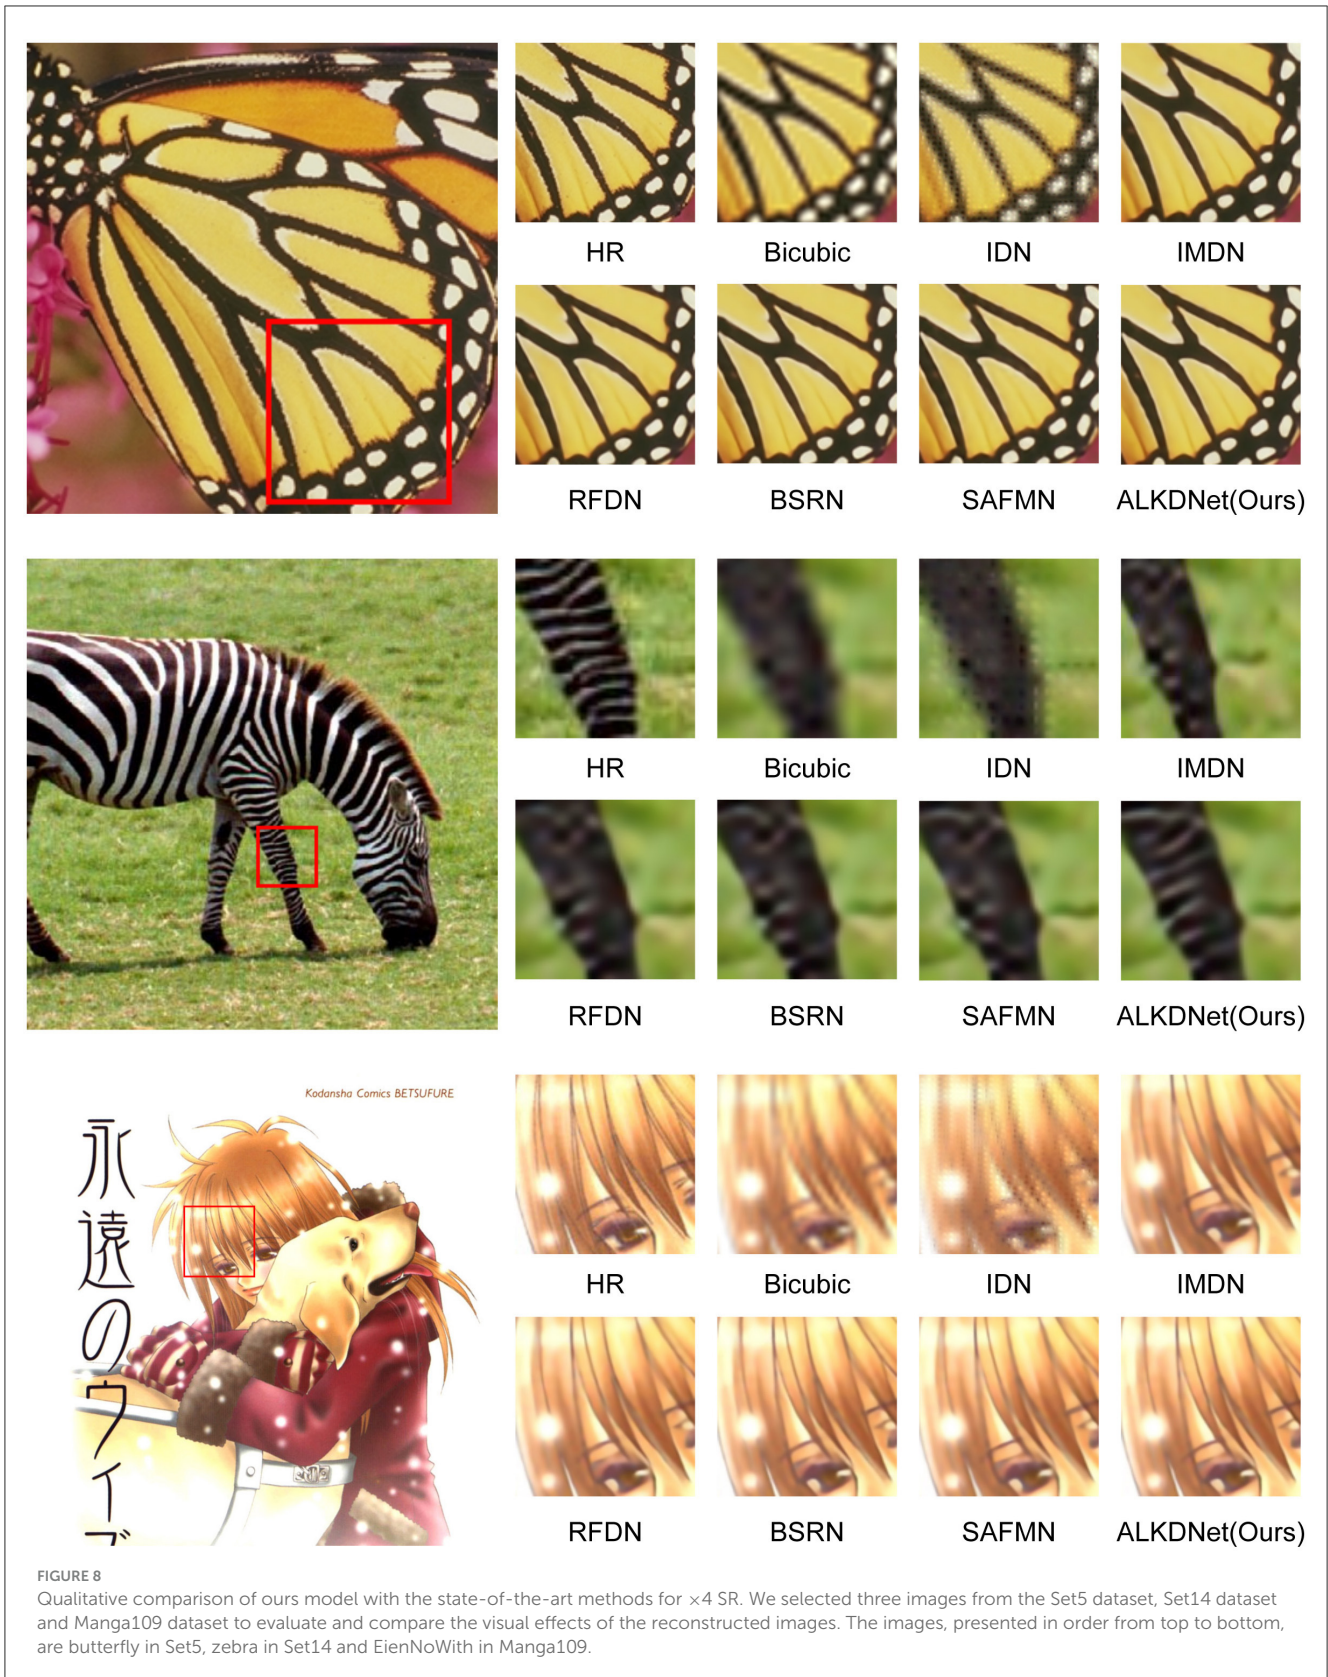 HR
Bicubic
IDN
IMDN
RFDN
BSRN
SAFMN
ALKDNet(Ours)
HR
Bicubic
IDN
IMDN
RFDN
BSRN
SAFMN
ALKDNet(Ours)
Kodansha Comics BETSUFURE
永遠のウィズ
HR
Bicubic
IDN
IMDN
RFDN
BSRN
SAFMN
ALKDNet(Ours)
FIGURE 8
Qualitative comparison of ours model with the state-of-the-art methods for ×4 SR. We selected three images from the Set5 dataset, Set14 dataset
and Manga109 dataset to evaluate and compare the visual effects of the reconstructed images. The images, presented in order from top to bottom,
are butterfly in Set5, zebra in Set14 and EienNoWith in Manga109.